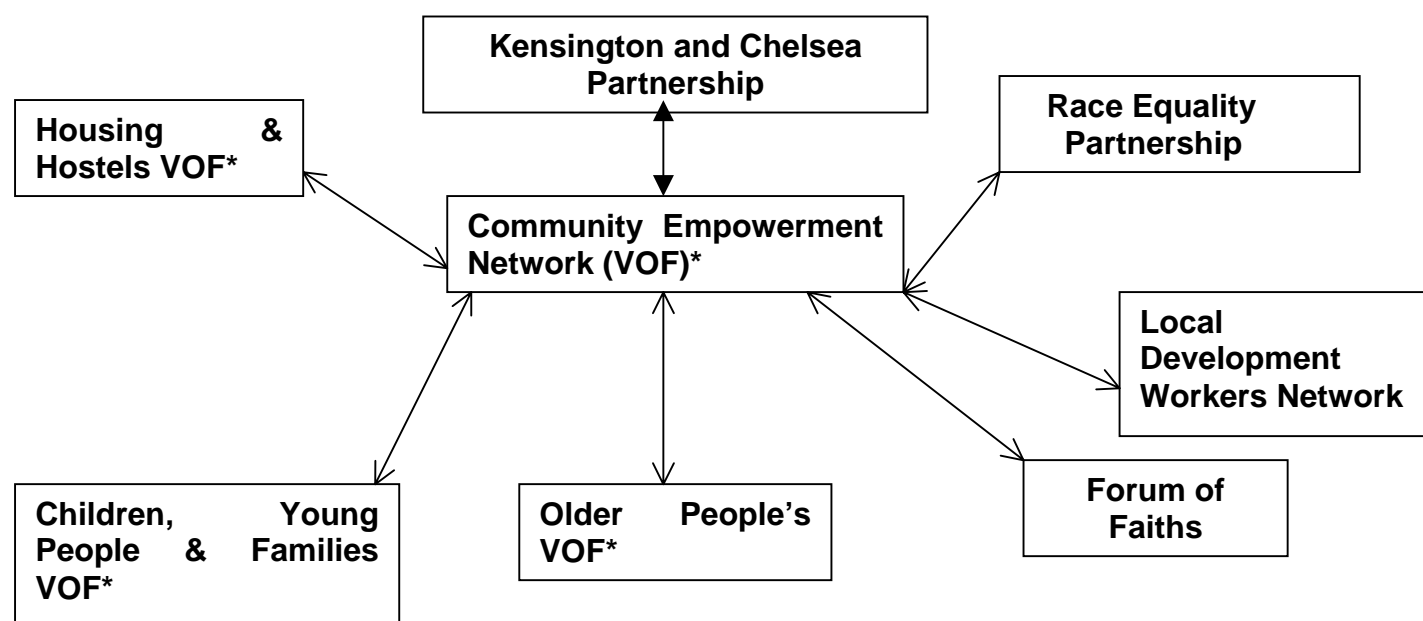 Kensington and Chelsea
Partnership
Race Equality
Partnership
Housing &
Hostels VOF*
Community Empowerment
Network (VOF)*
Local
Development
Workers Network
Forum of
Faiths
Children, Young
People & Families
VOF*
Older People’s
VOF*